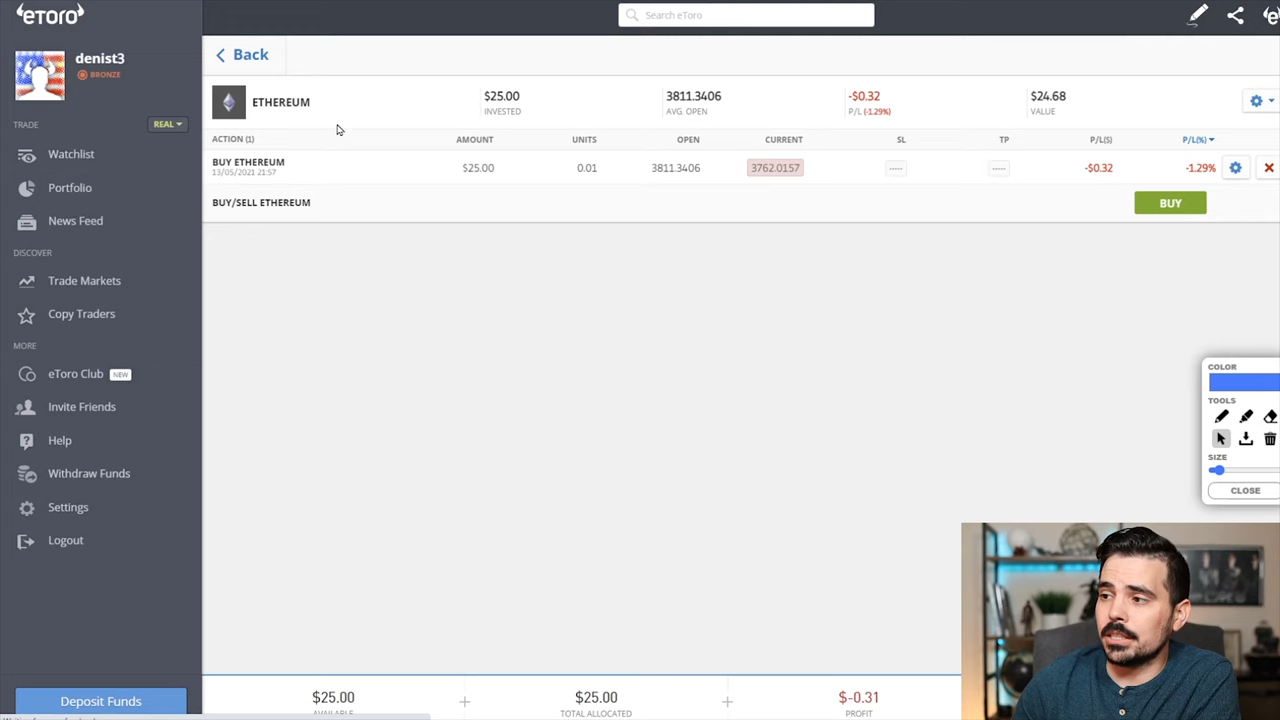 eToro
Search eToro
denist3
BRONZE
Back
ETHEREUM
$25.00
INVESTED
3811.3406
AVG. OPEN
-$0.32
P/L (-1.29%)
$24.68
VALUE
TRADE
REAL
Watchlist
Portfolio
News Feed
DISCOVER
Trade Markets
Copy Traders
MORE
eToro Club NEW
Invite Friends
Help
Withdraw Funds
Settings
Logout
Deposit Funds
ACTION (1) AMOUNT UNITS OPEN CURRENT SL TP P/L($) P/L(%)
BUY ETHEREUM $25.00 0.01 3811.3406 3762.0157 ----- ----- -$0.32 -1.29%
13/05/2021 21:57
BUY/SELL ETHEREUM BUY
COLOR
TOOLS
SIZE
CLOSE
$25.00 + $25.00 + $-0.31
AVAILABLE TOTAL ALLOCATED PROFIT